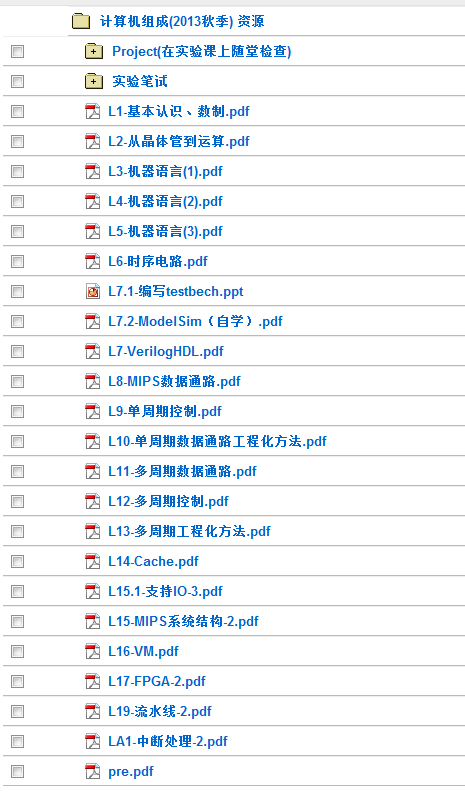 计算机组成(2013秋季) 资源
Project(在实验课上随堂检查)
实验笔试
L1-基本认识、数制.pdf
L2-从晶体管到运算.pdf
L3-机器语言(1).pdf
L4-机器语言(2).pdf
L5-机器语言(3).pdf
L6-时序电路.pdf
L7.1-编写testbech.ppt
L7.2-ModelSim（自学）.pdf
L7-VerilogHDL.pdf
L8-MIPS数据通路.pdf
L9-单周期控制.pdf
L10-单周期数据通路工程化方法.pdf
L11-多周期数据通路.pdf
L12-多周期控制.pdf
L13-多周期工程化方法.pdf
L14-Cache.pdf
L15.1-支持IO-3.pdf
L15-MIPS系统结构-2.pdf
L16-VM.pdf
L17-FPGA-2.pdf
L19-流水线-2.pdf
LA1-中断处理-2.pdf
pre.pdf